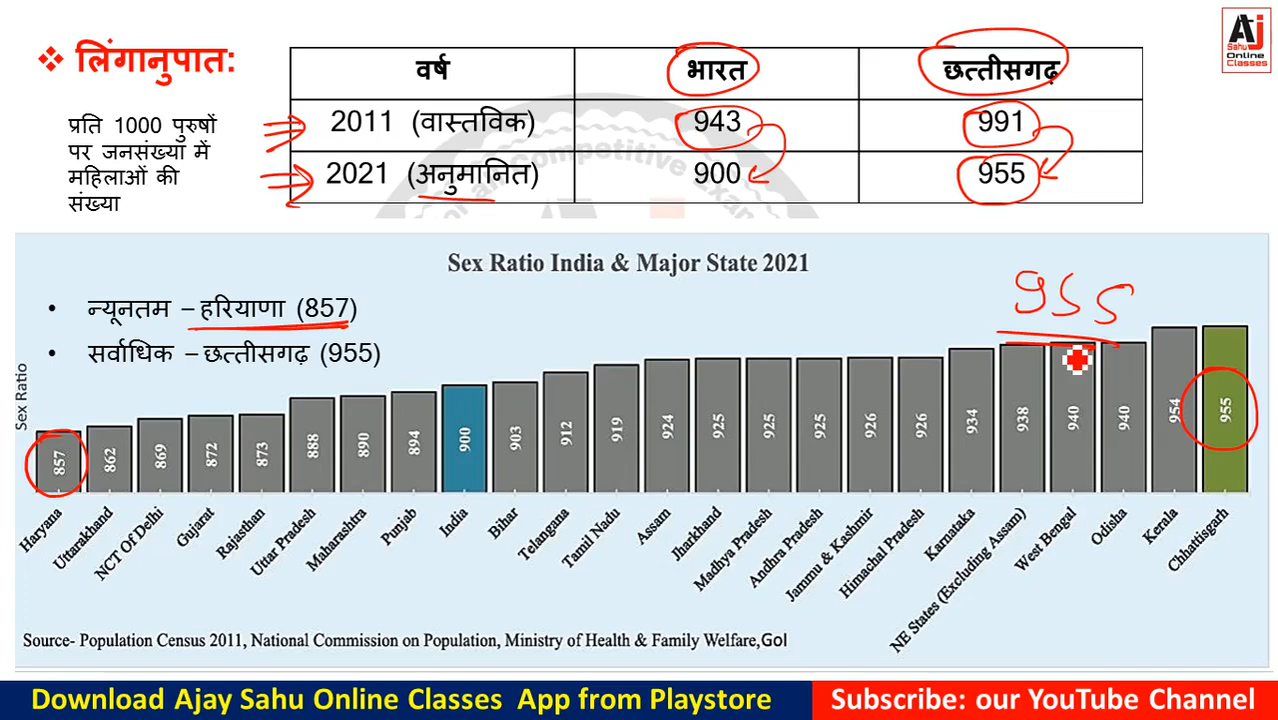 ❖ लिंगानुपात:
प्रति 1000 पुरुषों
पर जनसंख्या में
महिलाओं की
संख्या
वर्ष भारत छत्तीसगढ़
2011 (वास्तविक) 943 991
2021 (अनुमानित) 900 955
Aj
Sahu
Online
Classes
Sex Ratio India & Major State 2021
• न्यूनतम – हरियाणा (857)
• सर्वाधिक – छत्तीसगढ़ (955)
955
Sex Ratio
857 862 869 872 873 888 890 894 900 903 912 919 924 925 925 925 926 926 934 938 940 940 954 955
Haryana
Uttarakhand
NCT Of Delhi
Gujarat
Rajasthan
Uttar Pradesh
Maharashtra
Punjab
India
Bihar
Telangana
Tamil Nadu
Assam
Jharkhand
Madhya Pradesh
Andhra Pradesh
Jammu & Kashmir
Himachal Pradesh
Karnataka
NE States (Excluding Assam)
West Bengal
Odisha
Kerala
Chhattisgarh
Source- Population Census 2011, National Commission on Population, Ministry of Health & Family Welfare,GoI
Download Ajay Sahu Online Classes App from Playstore
Subscribe: our YouTube Channel